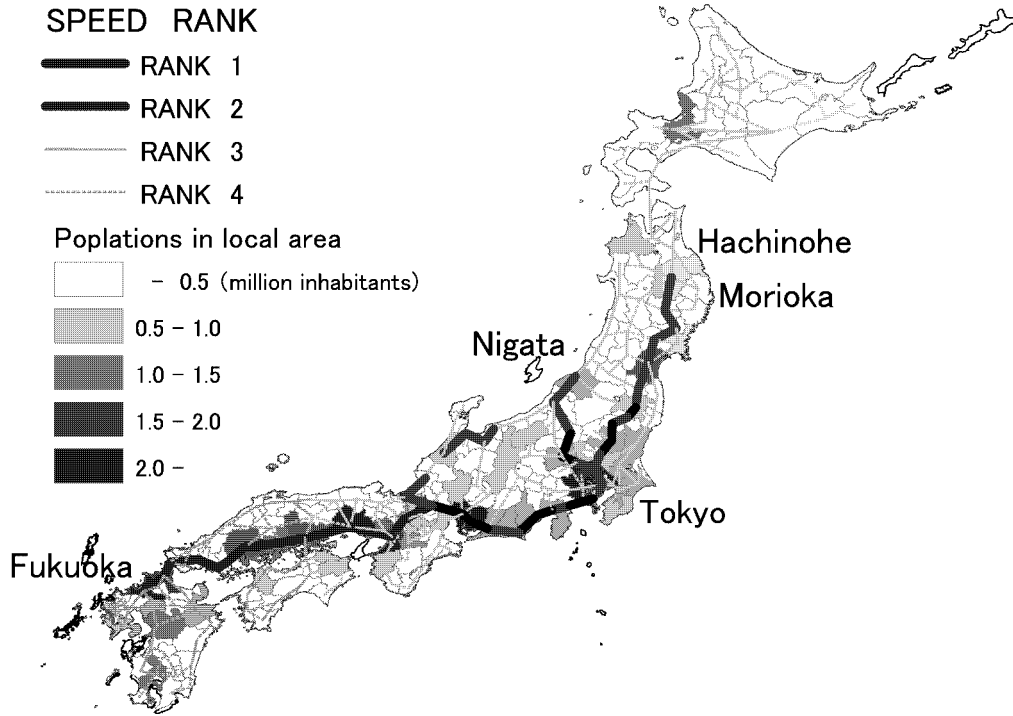 SPEED RANK
RANK 1
RANK 2
RANK 3
RANK 4
Poplations in local area
- 0.5 (million inhabitants)
0.5 - 1.0
1.0 - 1.5
1.5 - 2.0
2.0 -
Hachinohe
Morioka
Nigata
Tokyo
Fukuoka